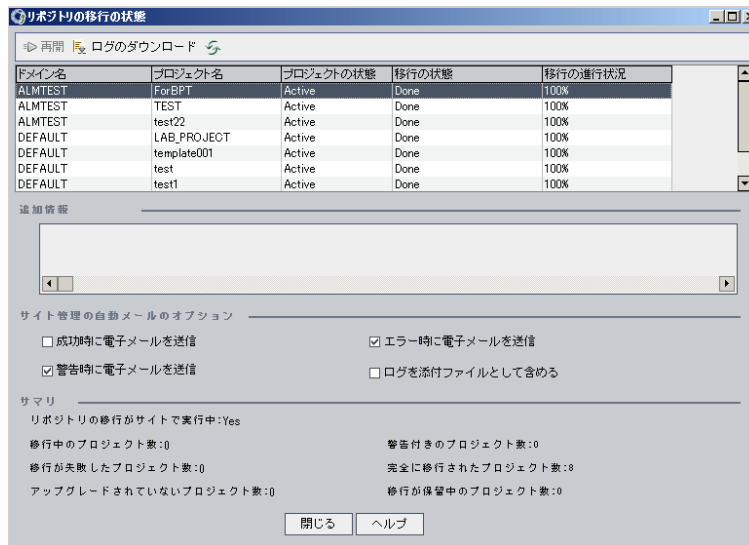 リポジトリの移行の状態
再開 ログのダウンロード
ドメイン名 プロジェクト名 プロジェクトの状態 移行の状態 移行の進行状況
ALMTEST ForBPT Active Done 100%
ALMTEST TEST Active Done 100%
ALMTEST test22 Active Done 100%
DEFAULT LAB_PROJECT Active Done 100%
DEFAULT template001 Active Done 100%
DEFAULT test Active Done 100%
DEFAULT test1 Active Done 100%
追加情報
サイト管理の自動メールのオプション
成功時に電子メールを送信 エラー時に電子メールを送信
警告時に電子メールを送信 ログを添付ファイルとして含める
サマリ
リポジトリの移行がサイトで実行中:Yes
移行中のプロジェクト数:0 警告付きのプロジェクト数:0
移行が失敗したプロジェクト数:0 完全に移行されたプロジェクト数:8
アップグレードされていないプロジェクト数:0 移行が保留中のプロジェクト数:0
閉じる ヘルプ